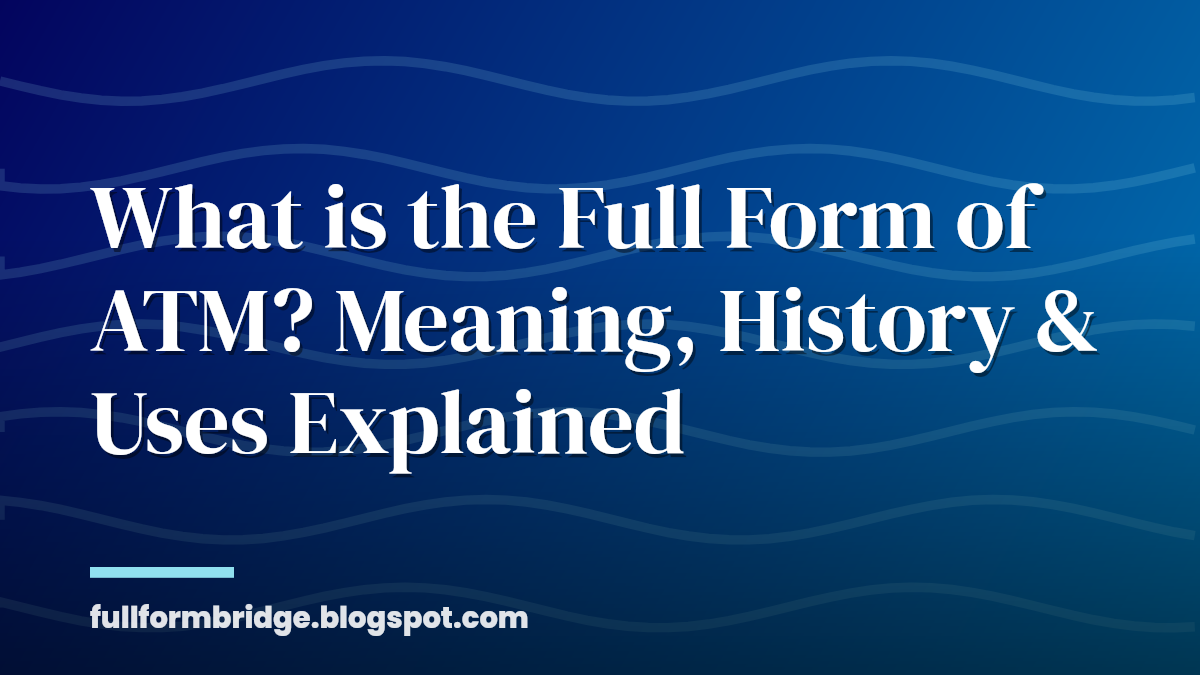 What is the Full Form of
ATM? Meaning, History &
Uses Explained
fullformbridge.blogspot.com